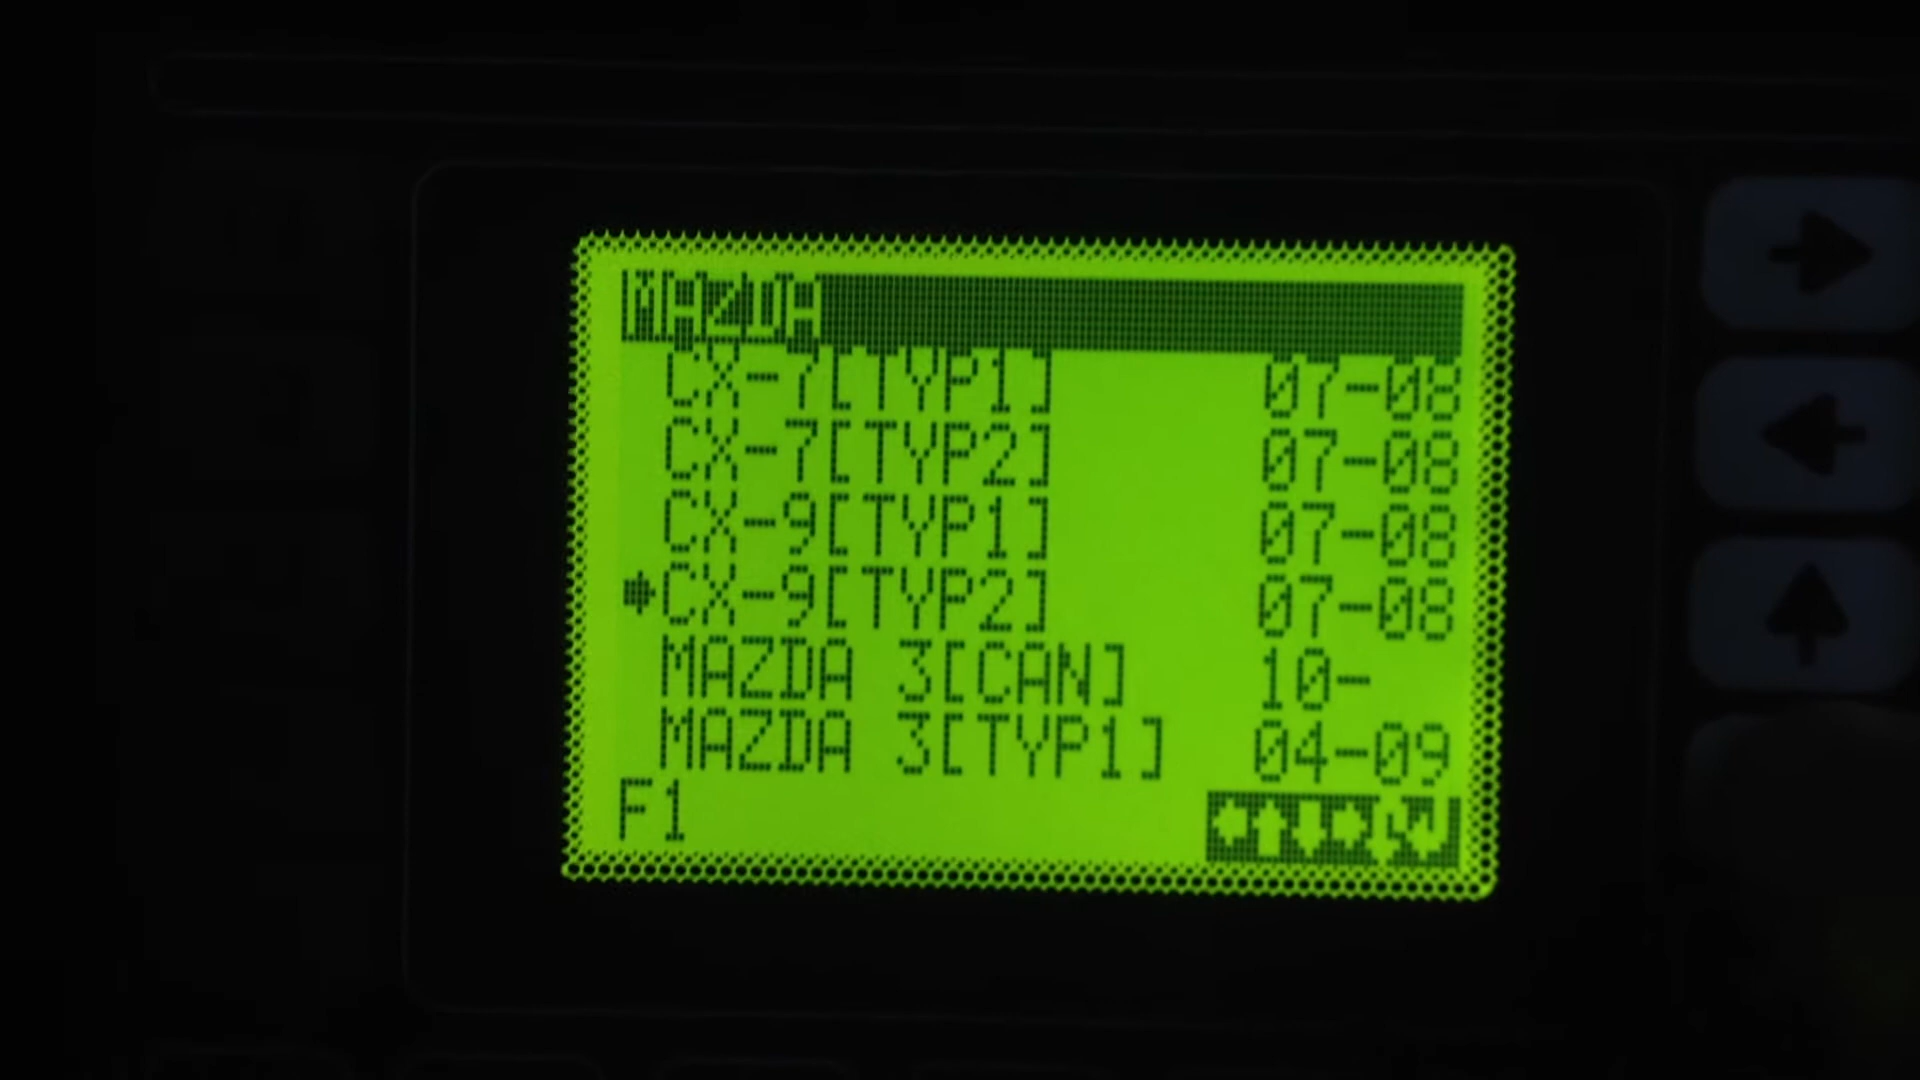 MAZDA
CX-7[TYP1] 07-08
CX-7[TYP2] 07-08
CX-9[TYP1] 07-08
CX-9[TYP2] 07-08
MAZDA 3[CAN] 10-
MAZDA 3[TYP1] 04-09
F1